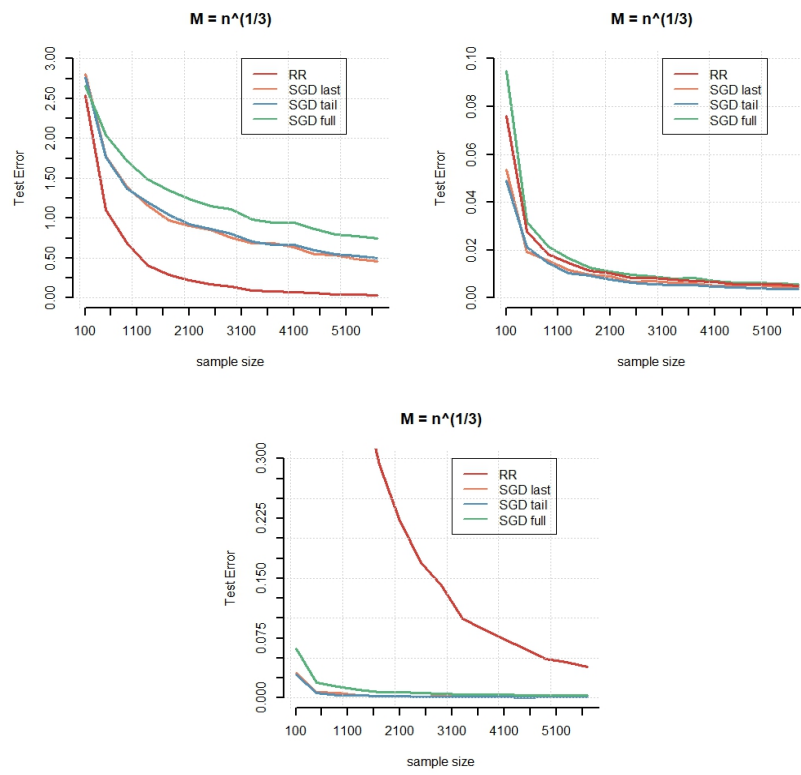 M = n^(1/3)
3.00
2.50
2.00
1.50
1.00
0.50
0.00
Test Error
RR
SGD last
SGD tail
SGD full
100 1100 2100 3100 4100 5100
sample size
M = n^(1/3)
0.10
0.08
0.06
0.04
0.02
0.00
Test Error
RR
SGD last
SGD tail
SGD full
100 1100 2100 3100 4100 5100
sample size
M = n^(1/3)
0.300
0.225
0.150
0.075
0.000
Test Error
RR
SGD last
SGD tail
SGD full
100 1100 2100 3100 4100 5100
sample size